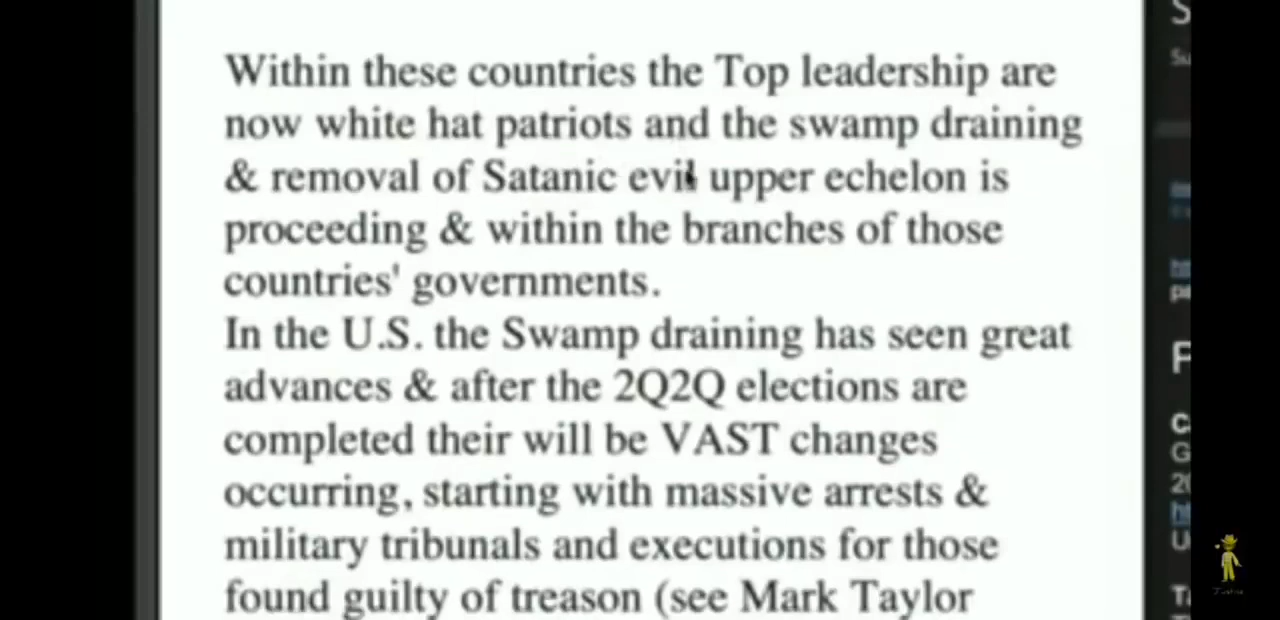 Within these countries the Top leadership are
now white hat patriots and the swamp draining
& removal of Satanic evil upper echelon is
proceeding & within the branches of those
countries' governments.
In the U.S. the Swamp draining has seen great
advances & after the 2Q2Q elections are
completed their will be VAST changes
occurring, starting with massive arrests &
military tribunals and executions for those
found guilty of treason (see Mark Taylor